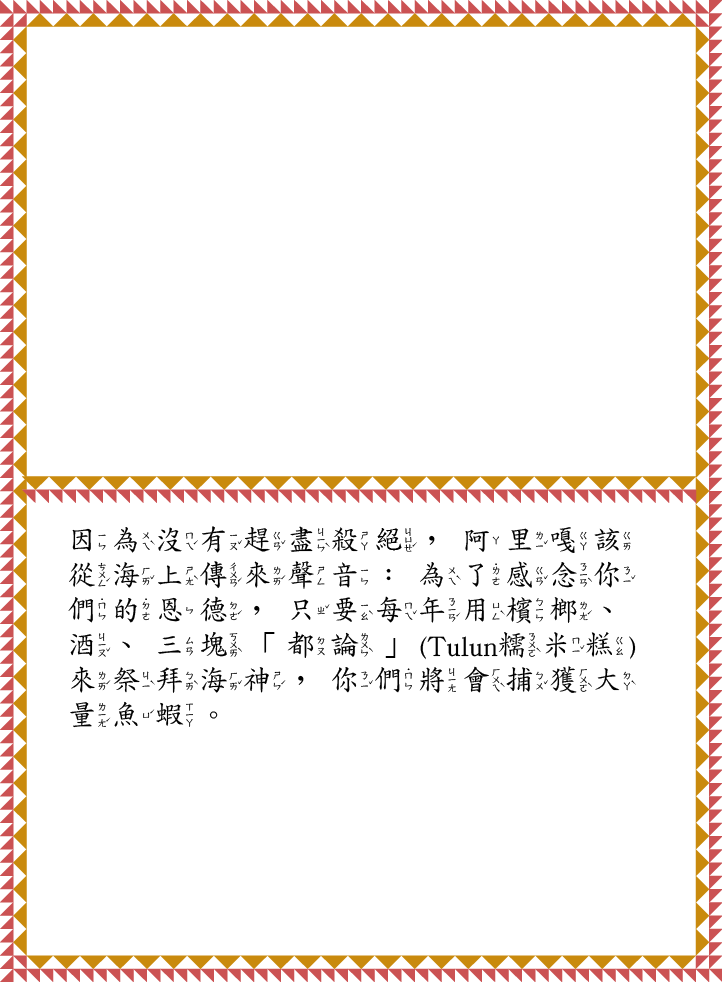 因為沒有趕盡殺絕，阿里嘎該
從海上傳來聲音：為了感念你
們的恩德，只要每年用檳榔、
酒、三塊「都論」(Tulun糯米糕)
來祭拜海神，你們將會捕獲大
量魚蝦。